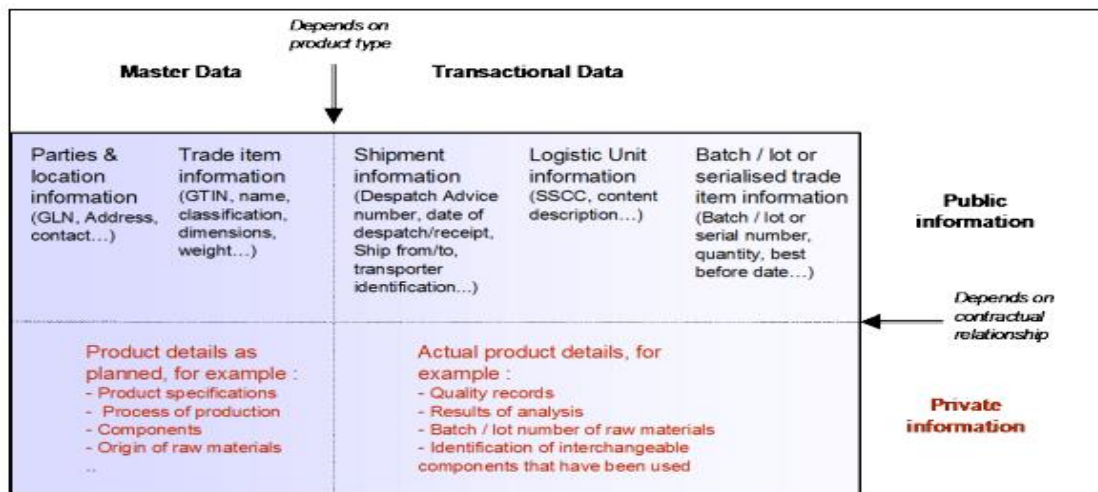 Depends on
product type
Master Data
Transactional Data
Parties &
location
information
(GLN, Address,
contact…)
Trade item
information
(GTIN, name,
classification,
dimensions,
weight…)
Shipment
information
(Despatch Advice
number, date of
despatch/receipt,
Ship from/to,
transporter
identification…)
Logistic Unit
information
(SSCC, content
description…)
Batch / lot or
serialised trade
item information
(Batch / lot or
serial number,
quantity, best
before date…)
Public
information
Depends on
contractual
relationship
Product details as
planned, for example :
- Product specifications
- Process of production
- Components
- Origin of raw materials
..
Actual product details, for
example :
- Quality records
- Results of analysis
- Batch / lot number of raw materials
- Identification of interchangeable
components that have been used
Private
information